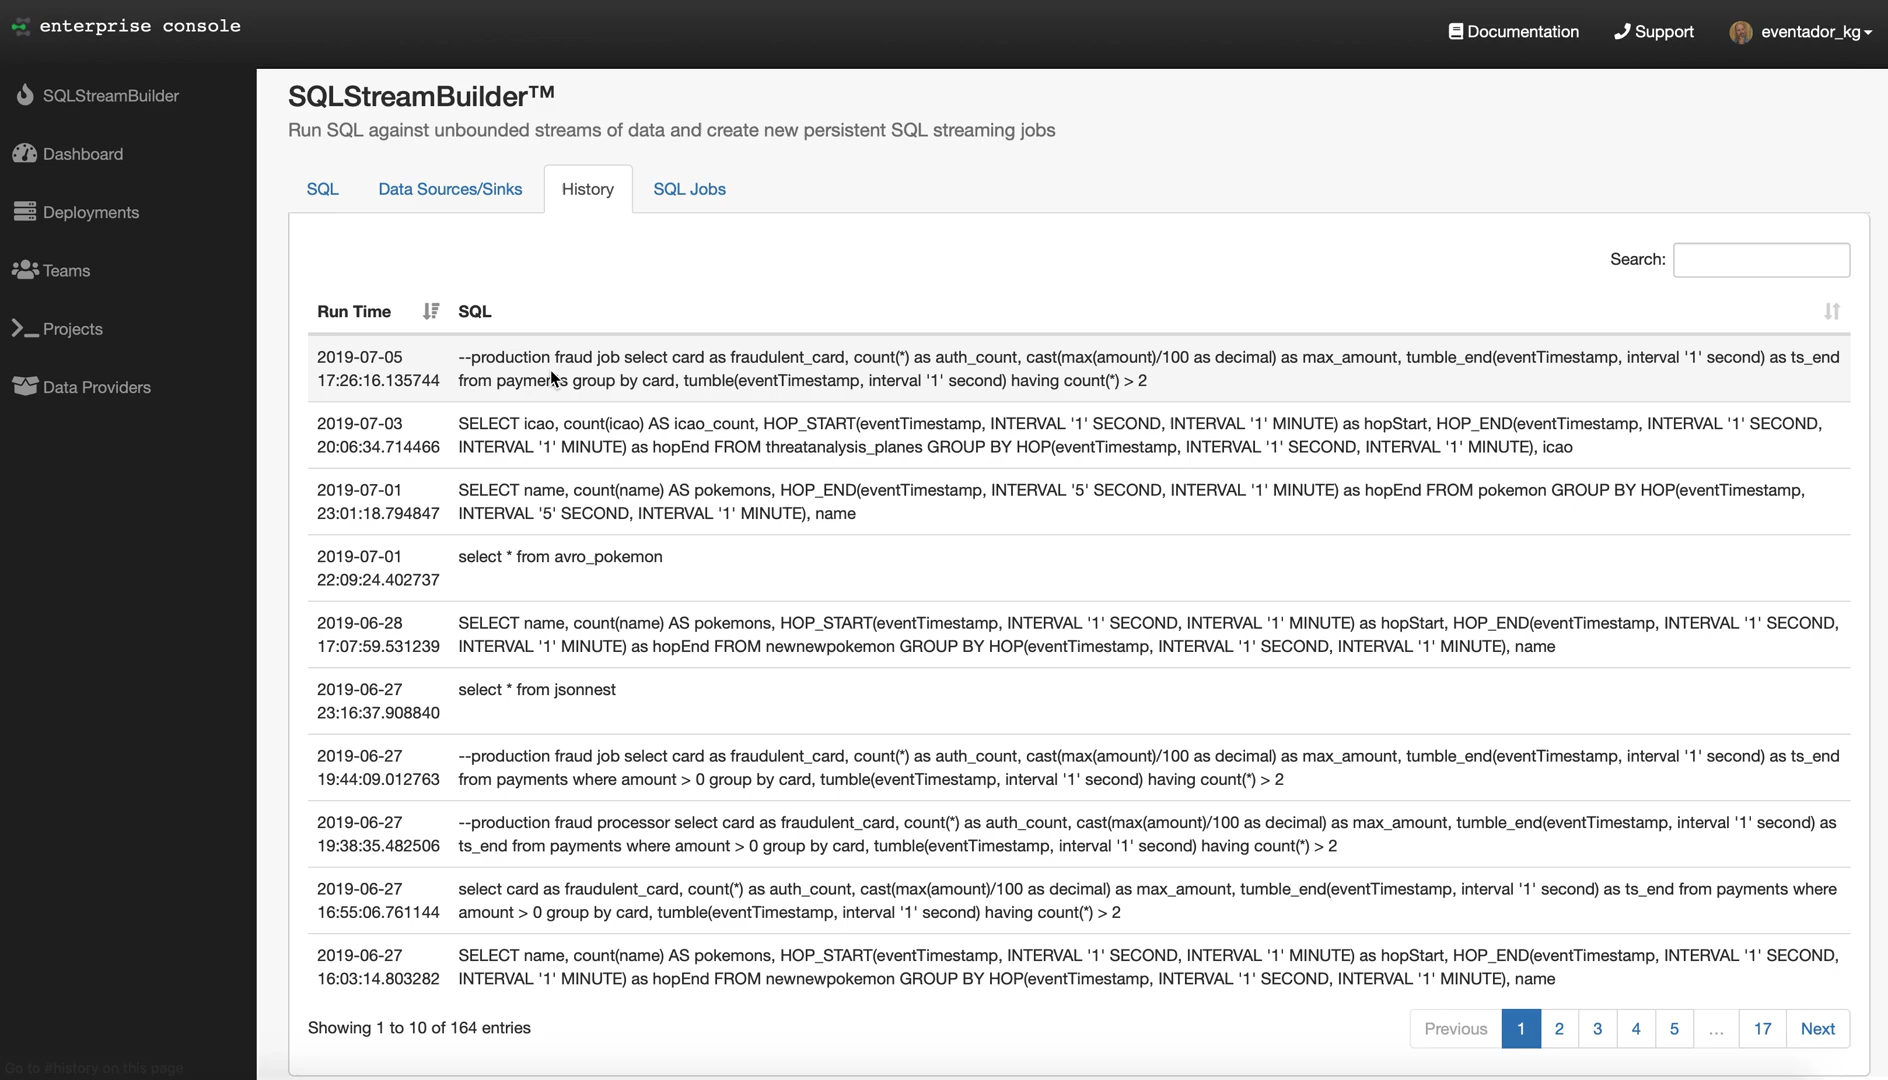 enterprise console
Documentation
Support
eventador_kg
SQLStreamBuilder
Dashboard
Deployments
Teams
Projects
Data Providers
SQLStreamBuilder™
Run SQL against unbounded streams of data and create new persistent SQL streaming jobs
SQL
Data Sources/Sinks
History
SQL Jobs
Search:
Run Time
SQL
2019-07-05
17:26:16.135744
--production fraud job select card as fraudulent_card, count(*) as auth_count, cast(max(amount)/100 as decimal) as max_amount, tumble_end(eventTimestamp, interval '1' second) as ts_end
from payments group by card, tumble(eventTimestamp, interval '1' second) having count(*) > 2
2019-07-03
20:06:34.714466
SELECT icao, count(icao) AS icao_count, HOP_START(eventTimestamp, INTERVAL '1' SECOND, INTERVAL '1' MINUTE) as hopStart, HOP_END(eventTimestamp, INTERVAL '1' SECOND,
INTERVAL '1' MINUTE) as hopEnd FROM threatanalysis_planes GROUP BY HOP(eventTimestamp, INTERVAL '1' SECOND, INTERVAL '1' MINUTE), icao
2019-07-01
23:01:18.794847
SELECT name, count(name) AS pokemons, HOP_END(eventTimestamp, INTERVAL '5' SECOND, INTERVAL '1' MINUTE) as hopEnd FROM pokemon GROUP BY HOP(eventTimestamp,
INTERVAL '5' SECOND, INTERVAL '1' MINUTE), name
2019-07-01
22:09:24.402737
select * from avro_pokemon
2019-06-28
17:07:59.531239
SELECT name, count(name) AS pokemons, HOP_START(eventTimestamp, INTERVAL '1' SECOND, INTERVAL '1' MINUTE) as hopStart, HOP_END(eventTimestamp, INTERVAL '1' SECOND,
INTERVAL '1' MINUTE) as hopEnd FROM newnewpokemon GROUP BY HOP(eventTimestamp, INTERVAL '1' SECOND, INTERVAL '1' MINUTE), name
2019-06-27
23:16:37.908840
select * from jsonnest
2019-06-27
19:44:09.012763
--production fraud job select card as fraudulent_card, count(*) as auth_count, cast(max(amount)/100 as decimal) as max_amount, tumble_end(eventTimestamp, interval '1' second) as ts_end
from payments where amount > 0 group by card, tumble(eventTimestamp, interval '1' second) having count(*) > 2
2019-06-27
19:38:35.482506
--production fraud processor select card as fraudulent_card, count(*) as auth_count, cast(max(amount)/100 as decimal) as max_amount, tumble_end(eventTimestamp, interval '1' second) as
ts_end from payments where amount > 0 group by card, tumble(eventTimestamp, interval '1' second) having count(*) > 2
2019-06-27
16:55:06.761144
select card as fraudulent_card, count(*) as auth_count, cast(max(amount)/100 as decimal) as max_amount, tumble_end(eventTimestamp, interval '1' second) as ts_end from payments where
amount > 0 group by card, tumble(eventTimestamp, interval '1' second) having count(*) > 2
2019-06-27
16:03:14.803282
SELECT name, count(name) AS pokemons, HOP_START(eventTimestamp, INTERVAL '1' SECOND, INTERVAL '1' MINUTE) as hopStart, HOP_END(eventTimestamp, INTERVAL '1' SECOND,
INTERVAL '1' MINUTE) as hopEnd FROM newnewpokemon GROUP BY HOP(eventTimestamp, INTERVAL '1' SECOND, INTERVAL '1' MINUTE), name
Showing 1 to 10 of 164 entries
Previous 1 2 3 4 5 ... 17 Next
Go to #history on this page